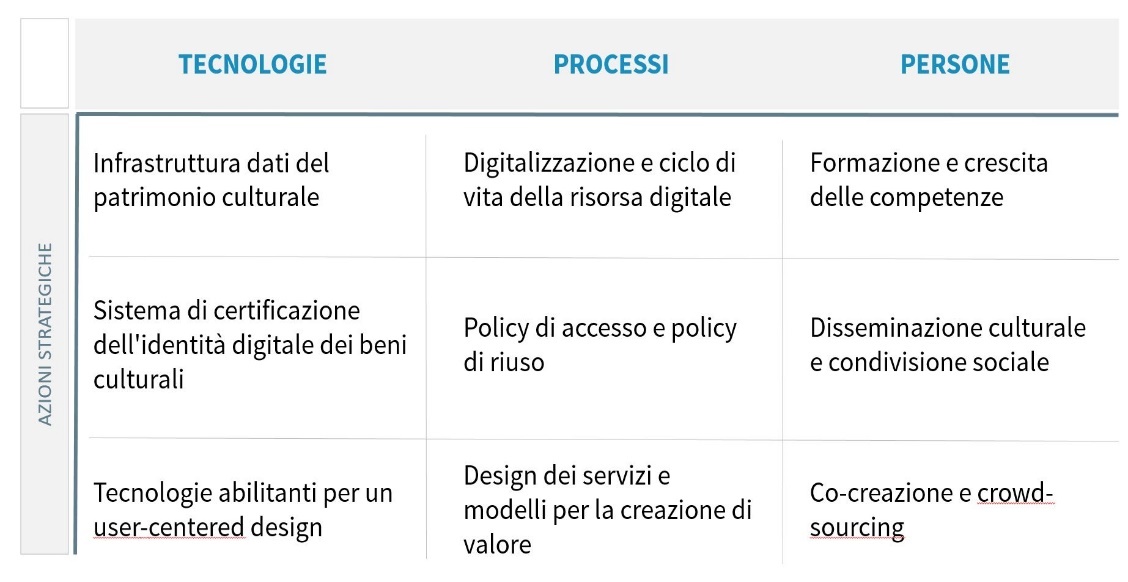 TECNOLOGIE
PROCESSI
PERSONE
AZIONI STRATEGICHE
Infrastruttura dati del
patrimonio culturale
Digitalizzazione e ciclo di
vita della risorsa digitale
Formazione e crescita
delle competenze
Sistema di certificazione
dell'identità digitale dei beni
culturali
Policy di accesso e policy
di riuso
Disseminazione culturale
e condivisione sociale
Tecnologie abilitanti per un
user-centered design
Design dei servizi e
modelli per la creazione di
valore
Co-creazione e crowd-
sourcing